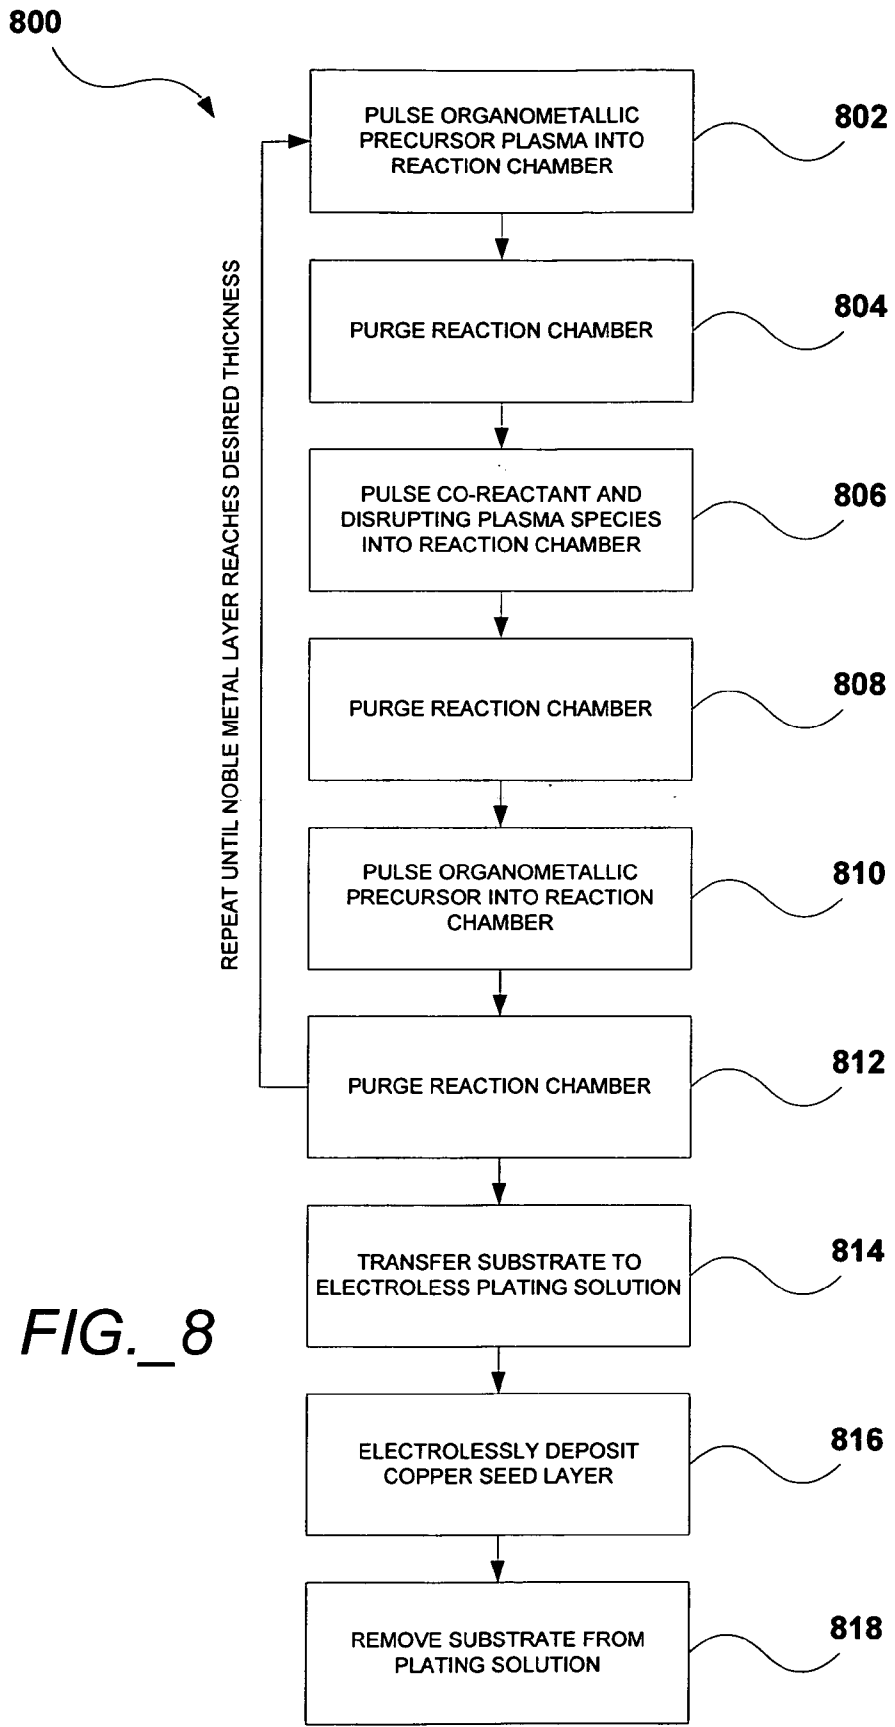 800
PULSE ORGANOMETALLIC
PRECURSOR PLASMA INTO
REACTION CHAMBER
802
PURGE REACTION CHAMBER
804
REPEAT UNTIL NOBLE METAL LAYER REACHES DESIRED THICKNESS
PULSE CO-REACTANT AND
DISRUPTING PLASMA SPECIES
INTO REACTION CHAMBER
806
PURGE REACTION CHAMBER
808
PULSE ORGANOMETALLIC
PRECURSOR INTO REACTION
CHAMBER
810
PURGE REACTION CHAMBER
812
TRANSFER SUBSTRATE TO
ELECTROLESS PLATING SOLUTION
814
FIG._8
ELECTROLESSLY DEPOSIT
COPPER SEED LAYER
816
REMOVE SUBSTRATE FROM
PLATING SOLUTION
818